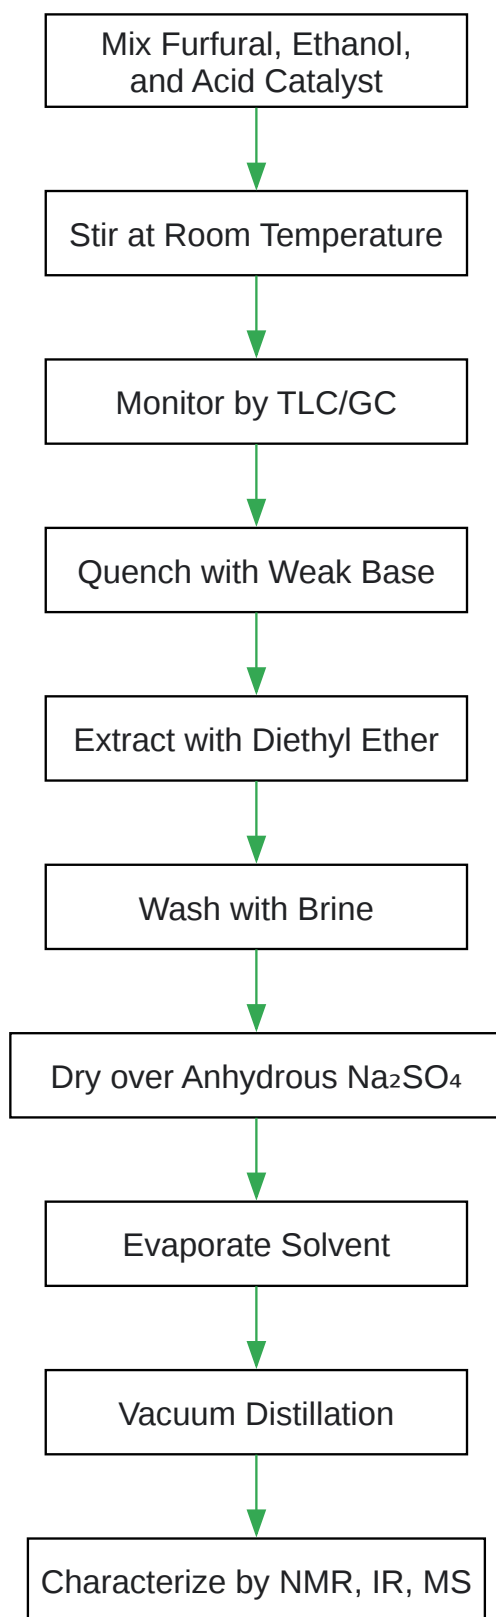 Mix Furfural, Ethanol,
and Acid Catalyst
Stir at Room Temperature
Monitor by TLC/GC
Quench with Weak Base
Extract with Diethyl Ether
Wash with Brine
Dry over Anhydrous Na₂SO₄
Evaporate Solvent
Vacuum Distillation
Characterize by NMR, IR, MS